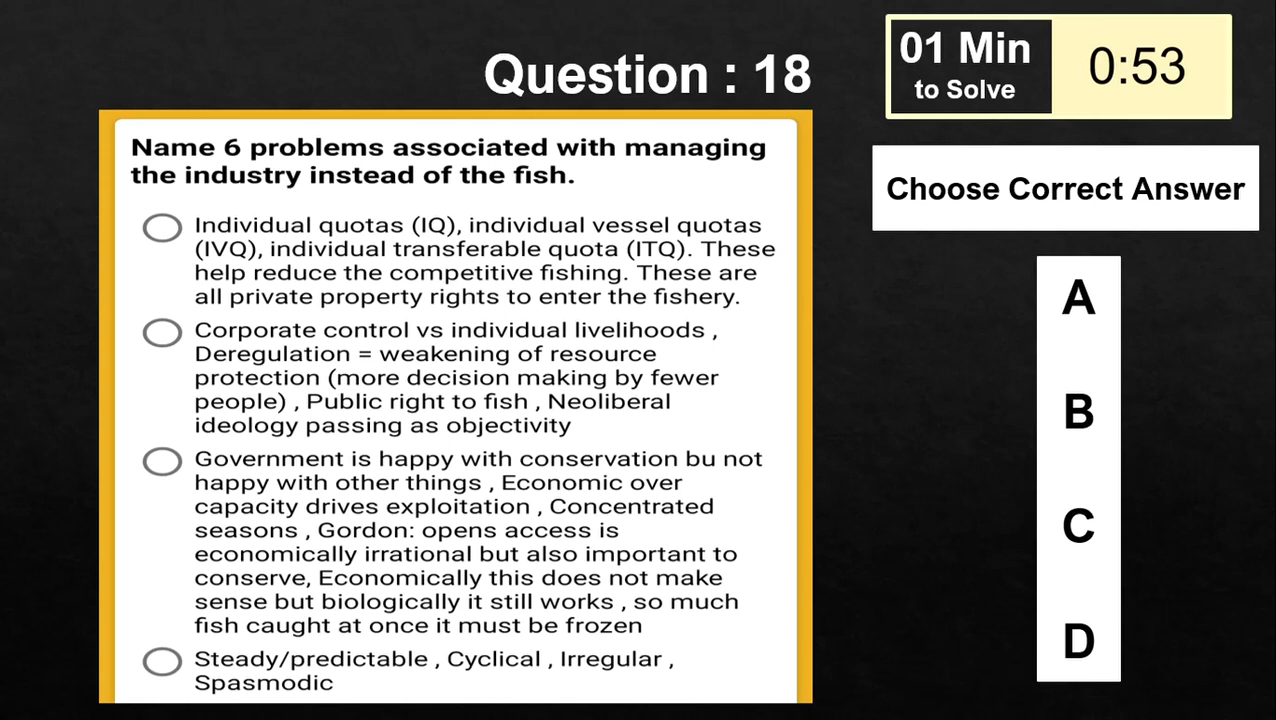 Question : 18
01 Min
to Solve
0:53
Name 6 problems associated with managing
the industry instead of the fish.
Individual quotas (IQ), individual vessel quotas
(IVQ), individual transferable quota (ITQ). These
help reduce the competitive fishing. These are
all private property rights to enter the fishery.
Corporate control vs individual livelihoods ,
Deregulation = weakening of resource
protection (more decision making by fewer
people) , Public right to fish , Neoliberal
ideology passing as objectivity
Government is happy with conservation bu not
happy with other things , Economic over
capacity drives exploitation , Concentrated
seasons , Gordon: opens access is
economically irrational but also important to
conserve, Economically this does not make
sense but biologically it still works , so much
fish caught at once it must be frozen
Steady/predictable , Cyclical , Irregular ,
Spasmodic
Choose Correct Answer
A
B
C
D